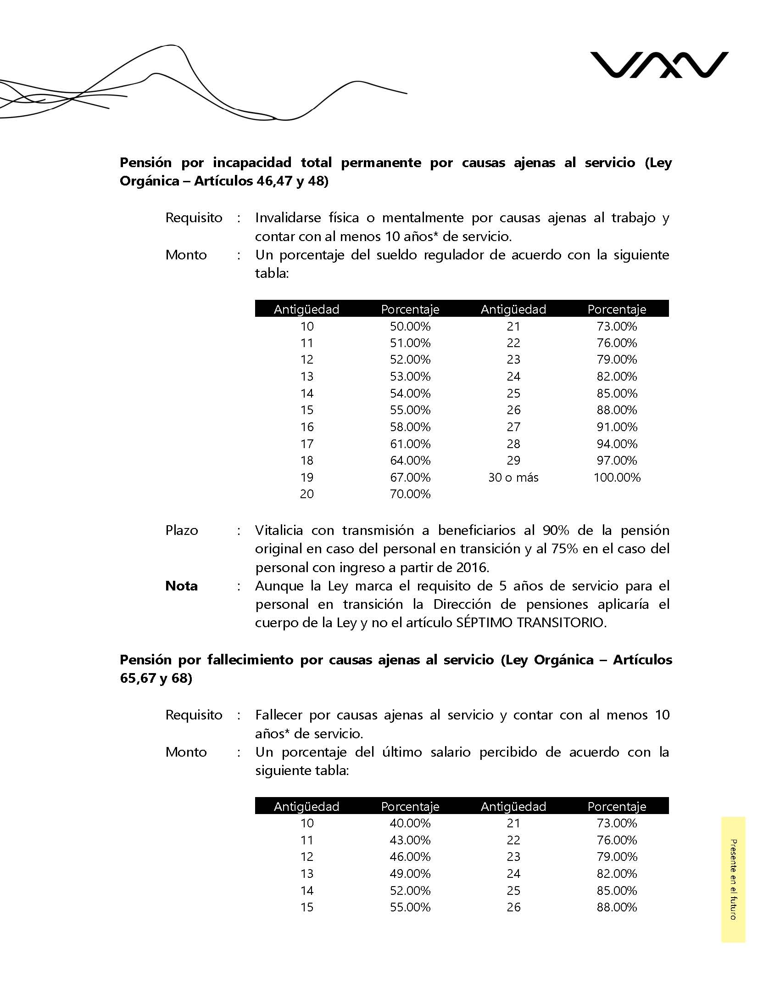 VAN
Pensión por incapacidad total permanente por causas ajenas al servicio (Ley
Orgánica – Artículos 46,47 y 48)
Requisito : Invalidarse física o mentalmente por causas ajenas al trabajo y
contar con al menos 10 años* de servicio.
Monto : Un porcentaje del sueldo regulador de acuerdo con la siguiente
tabla:
Antigüedad Porcentaje Antigüedad Porcentaje
10 50.00% 21 73.00%
11 51.00% 22 76.00%
12 52.00% 23 79.00%
13 53.00% 24 82.00%
14 54.00% 25 85.00%
15 55.00% 26 88.00%
16 58.00% 27 91.00%
17 61.00% 28 94.00%
18 64.00% 29 97.00%
19 67.00% 30 o más 100.00%
20 70.00%
Plazo : Vitalicia con transmisión a beneficiarios al 90% de la pensión
original en caso del personal en transición y al 75% en el caso del
personal con ingreso a partir de 2016.
Nota : Aunque la Ley marca el requisito de 5 años de servicio para el
personal en transición la Dirección de pensiones aplicaría el
cuerpo de la Ley y no el artículo SÉPTIMO TRANSITORIO.
Pensión por fallecimiento por causas ajenas al servicio (Ley Orgánica – Artículos
65,67 y 68)
Requisito : Fallecer por causas ajenas al servicio y contar con al menos 10
años* de servicio.
Monto : Un porcentaje del último salario percibido de acuerdo con la
siguiente tabla:
Antigüedad Porcentaje Antigüedad Porcentaje
10 40.00% 21 73.00%
11 43.00% 22 76.00%
12 46.00% 23 79.00%
13 49.00% 24 82.00%
14 52.00% 25 85.00%
15 55.00% 26 88.00%
Presente en el futuro